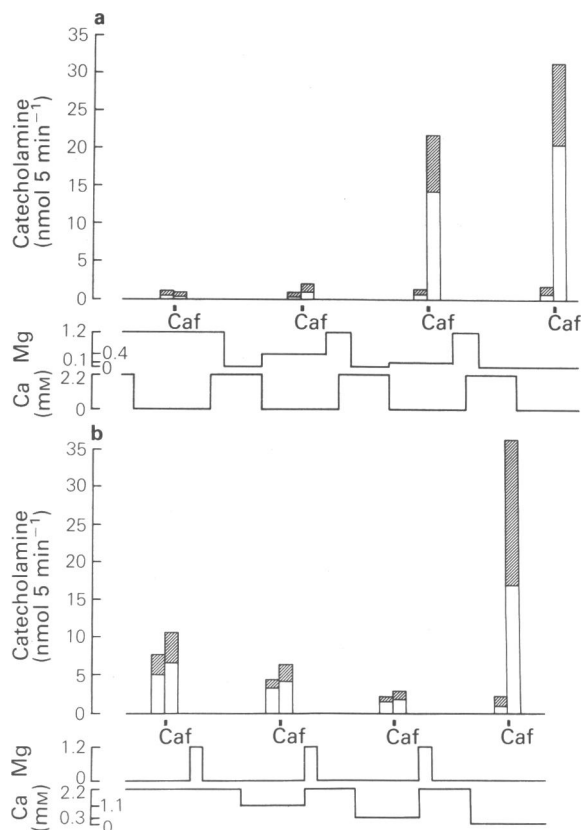 a
35
30
25
20
15
10
5
0
Catecholamine
(nmol 5 min⁻¹)
Caf Caf Caf Caf
Mg
1.2
0.4
0.1
0
Ca
(mM)
2.2
0
b
35
30
25
20
15
10
5
0
Catecholamine
(nmol 5 min⁻¹)
Caf Caf Caf Caf
Mg
1.2
0
Ca
(mM)
2.2
1.1
0.3
0